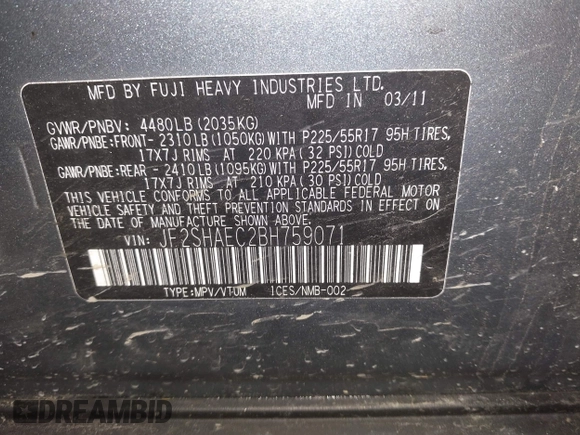 MFD BY FUJI HEAVY INDUSTRIES LTD.
MFD IN 03/11
GVWR/PNBV: 4480LB(2035KG)
GAWR/PNBE:FRONT- 2310LB(1050KG)WITH P225/55R17 95H TIRES,
17X7J RIMS AT 220 KPA(32 PSI)COLD
GAWR/PNBE:REAR - 2410LB(1095KG)WITH P225/55R17 95H TIRES,
17X7J RIMS AT 210 KPA(30 PSI)COLD
THIS VEHICLE CONFORMS TO ALL APPLICABLE FEDERAL MOTOR
VEHICLE SAFETY AND THEFT PREVENTION STANDARDS IN EFFECT ON
THE DATE OF MANUFACTURE SHOWN ABOVE.
VIN: JF2SHAEC2BH759071
TYPE:MPV/VTUM ICES/NMB-002
DREAMBID